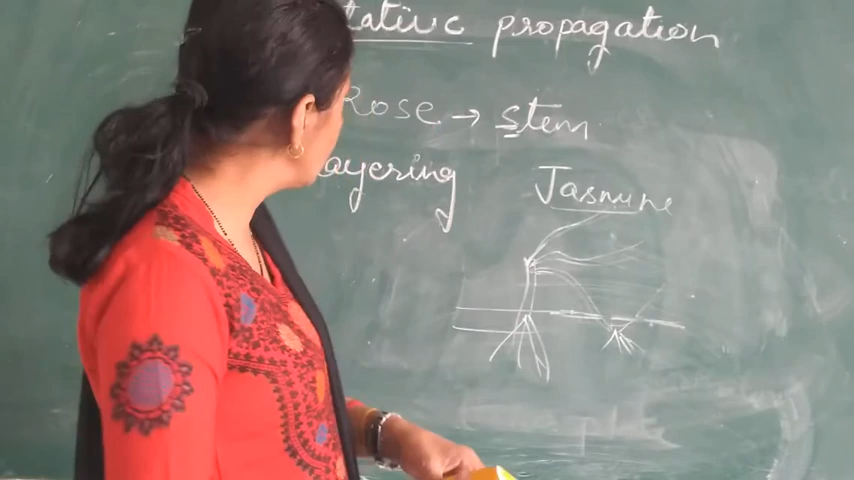 tative propagation,
Rose → stem
ayering
Jasmine